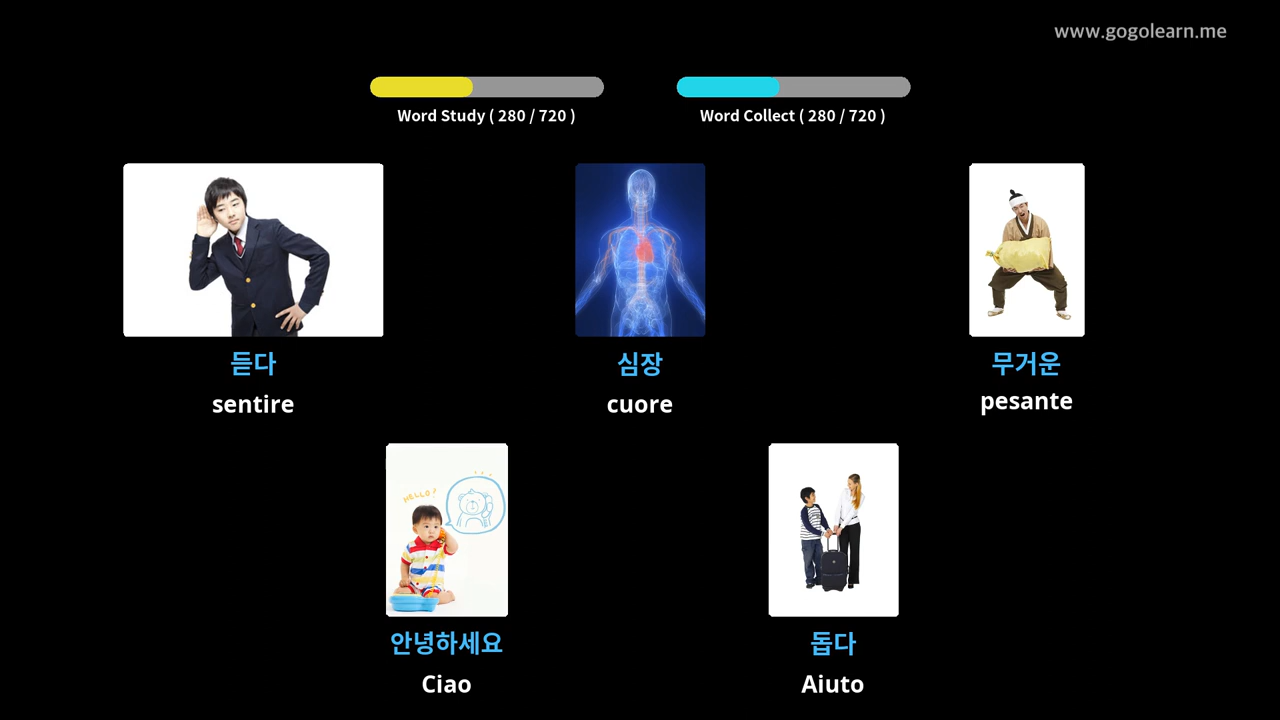 www.gogolearn.me
Word Study ( 280 / 720 )
Word Collect ( 280 / 720 )
듣다
sentire
심장
cuore
무거운
pesante
HELLO!
안녕하세요
Ciao
돕다
Aiuto